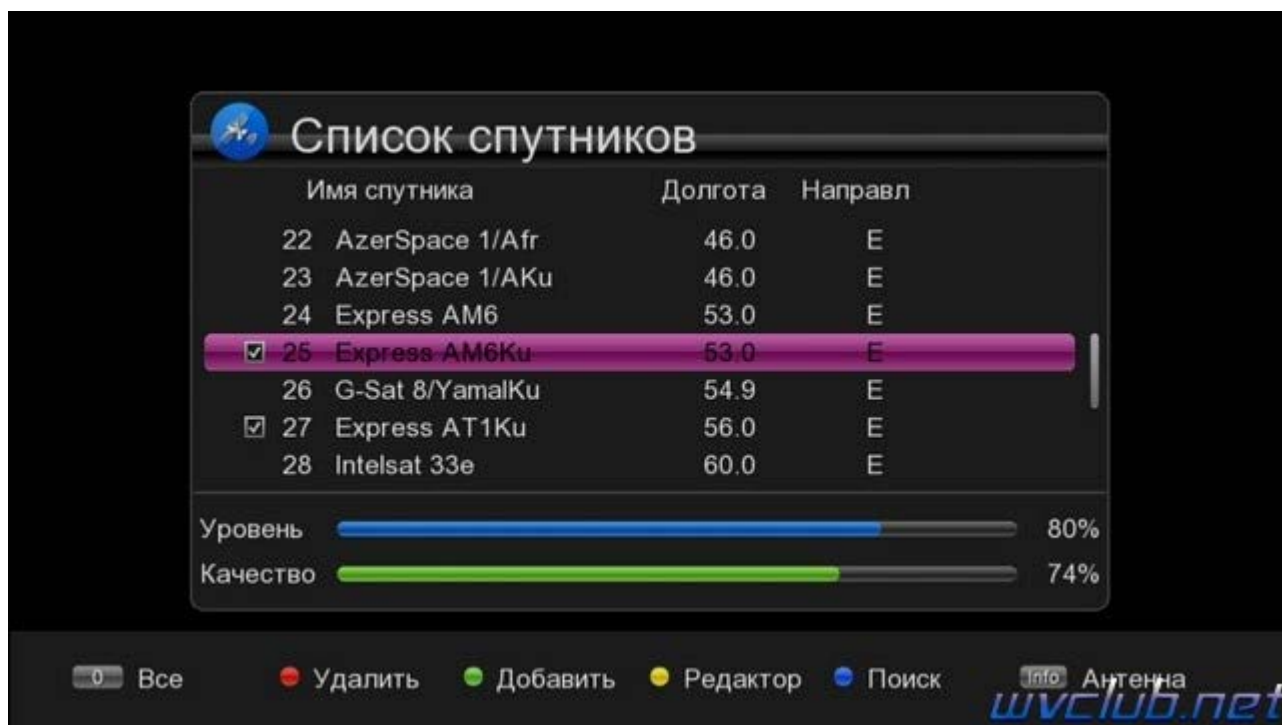 Список спутников
Имя спутника Долгота Направл
22 AzerSpace 1/Afr 46.0 E
23 AzerSpace 1/AKu 46.0 E
24 Express AM6 53.0 E
25 Express AM6Ku 53.0 E
26 G-Sat 8/YamalKu 54.9 E
27 Express AT1Ku 56.0 E
28 Intelsat 33e 60.0 E
Уровень 80%
Качество 74%
0 Все Удалить Добавить Редактор Поиск Info Антенна
wvclub.net